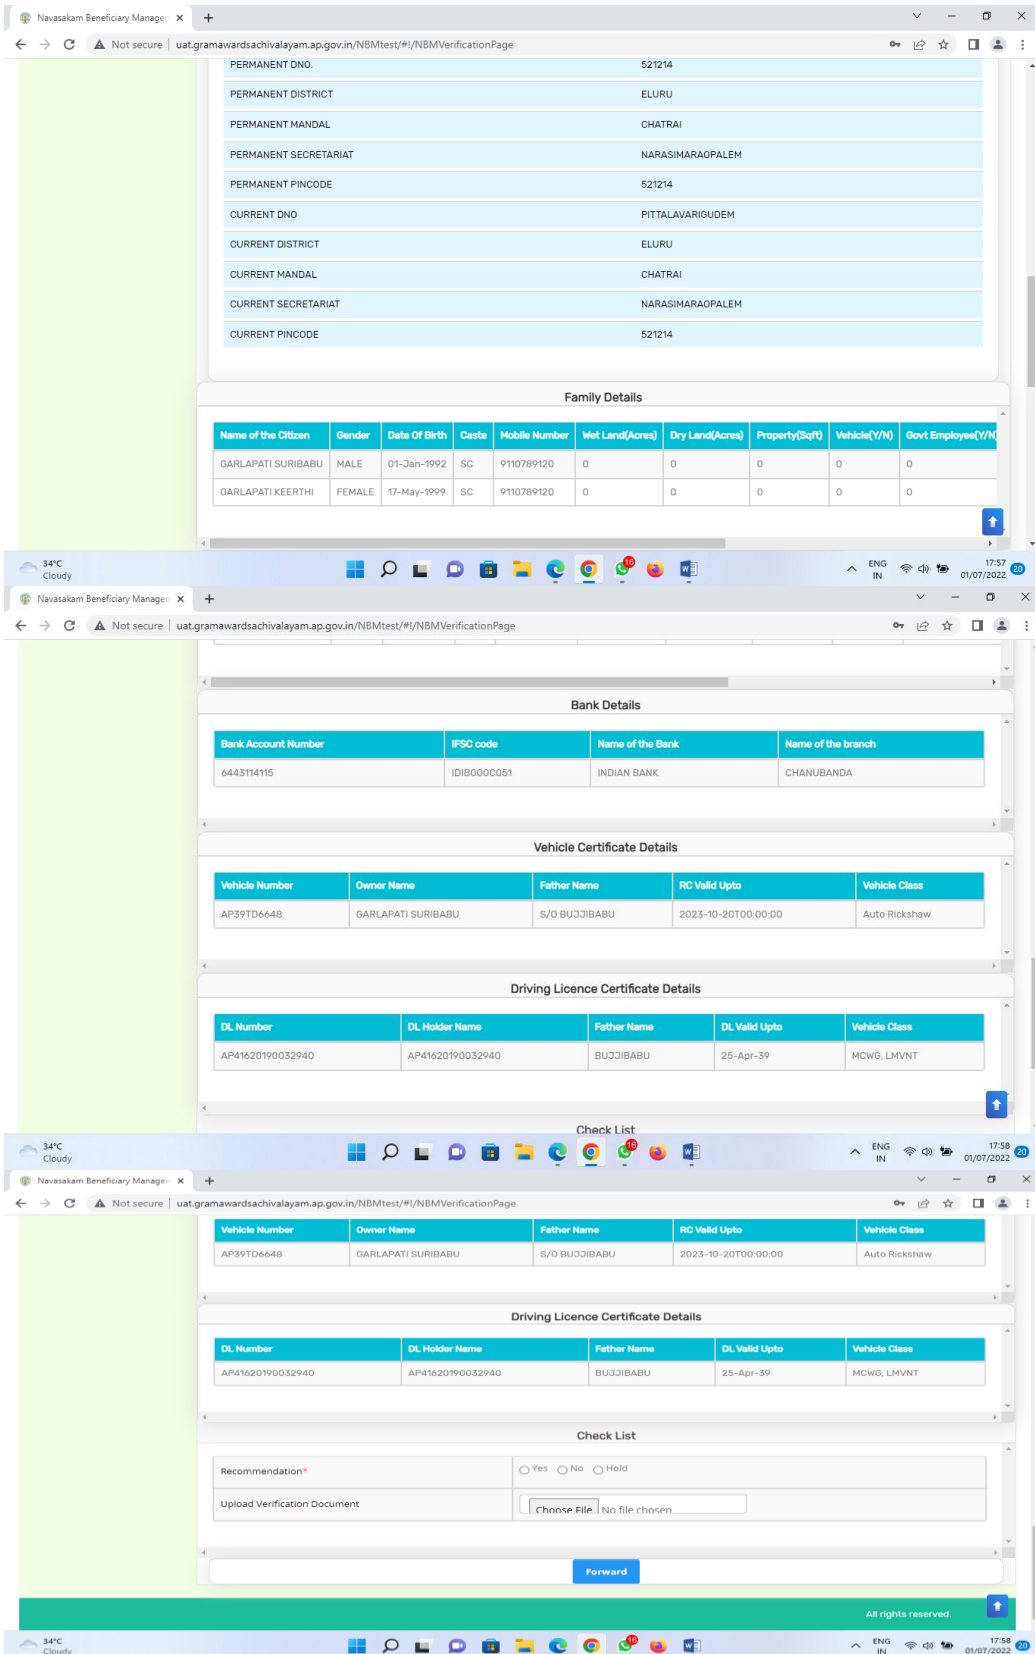 Navasakam Beneficiary Managem
Not secure | uat.gramawardsachivalayam.ap.gov.in/NBMtest/#!/NBMVerificationPage
PERMANENT DNO. 521214
PERMANENT DISTRICT ELURU
PERMANENT MANDAL CHATRAI
PERMANENT SECRETARIAT NARASIMARAOPALEM
PERMANENT PINCODE 521214
CURRENT DNO PITTALAVARIGUDEM
CURRENT DISTRICT ELURU
CURRENT MANDAL CHATRAI
CURRENT SECRETARIAT NARASIMARAOPALEM
CURRENT PINCODE 521214
Family Details
Name of the Citizen Gender Date Of Birth Caste Mobile Number Wet Land(Acres) Dry Land(Acres) Property(Sqft) Vehicle(Y/N) Govt Employee(Y/N)
GARLAPATI SURIBABU MALE 01-Jan-1992 SC 9110789120 0 0 0 0 0
GARLAPATI KEERTHI FEMALE 17-May-1999 SC 9110789120 0 0 0 0 0
34°C ENG 17:57
Cloudy IN 01/07/2022 20
16
Navasakam Beneficiary Managem
Not secure | uat.gramawardsachivalayam.ap.gov.in/NBMtest/#!/NBMVerificationPage
Bank Details
Bank Account Number IFSC code Name of the Bank Name of the branch
6443114115 IDIB000C051 INDIAN BANK CHANUBANDA
Vehicle Certificate Details
Vehicle Number Owner Name Father Name RC Valid Upto Vehicle Class
AP39TD6648 GARLAPATI SURIBABU S/O BUJJIBABU 2023-10-20T00:00:00 Auto Rickshaw
Driving Licence Certificate Details
DL Number DL Holder Name Father Name DL Valid Upto Vehicle Class
AP41620190032940 AP41620190032940 BUJJIBABU 25-Apr-39 MCWG, LMVNT
Check List
34°C ENG 17:58
Cloudy IN 01/07/2022 20
16
Navasakam Beneficiary Managem
Not secure | uat.gramawardsachivalayam.ap.gov.in/NBMtest/#!/NBMVerificationPage
Vehicle Number Owner Name Father Name RC Valid Upto Vehicle Class
AP39TD6648 GARLAPATI SURIBABU S/O BUJJIBABU 2023-10-20T00:00:00 Auto Rickshaw
Driving Licence Certificate Details
DL Number DL Holder Name Father Name DL Valid Upto Vehicle Class
AP41620190032940 AP41620190032940 BUJJIBABU 25-Apr-39 MCWG, LMVNT
Check List
Recommendation* Yes No Hold
Upload Verification Document Choose File No file chosen
Forward
All rights reserved.
34°C ENG 17:58
Cloudy IN 01/07/2022 20
16